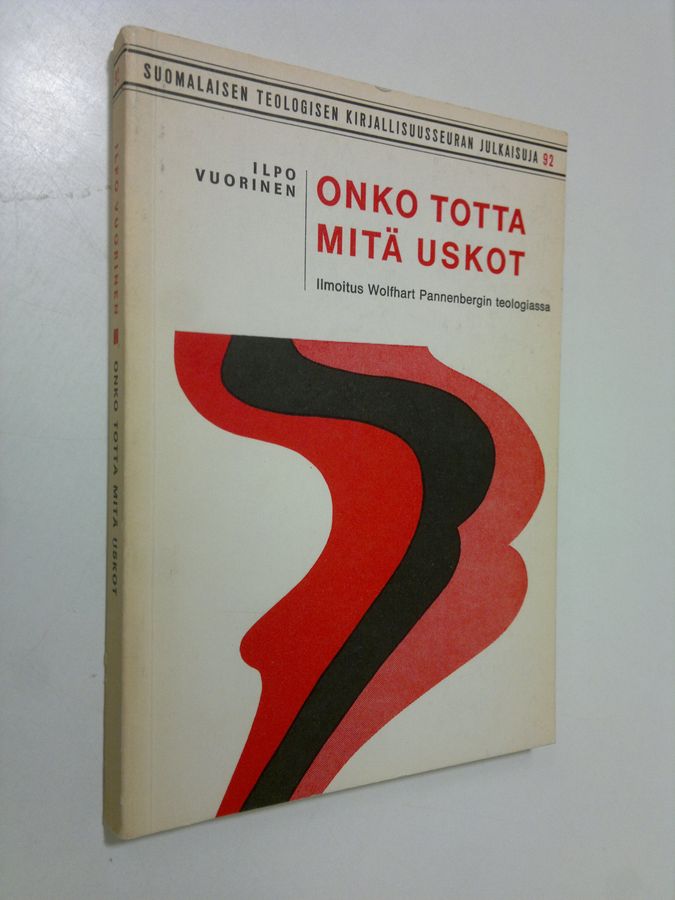 SUOMALAISEN TEOLOGISEN KIRJALLISUUSSEURAN JULKAISUJA 92
ILPO
VUORINEN
ONKO TOTTA
MITÄ USKOT
Ilmoitus Wolfhart Pannenbergin teologiassa
ILPO VUORINEN ONKO TOTTA MITÄ USKOT